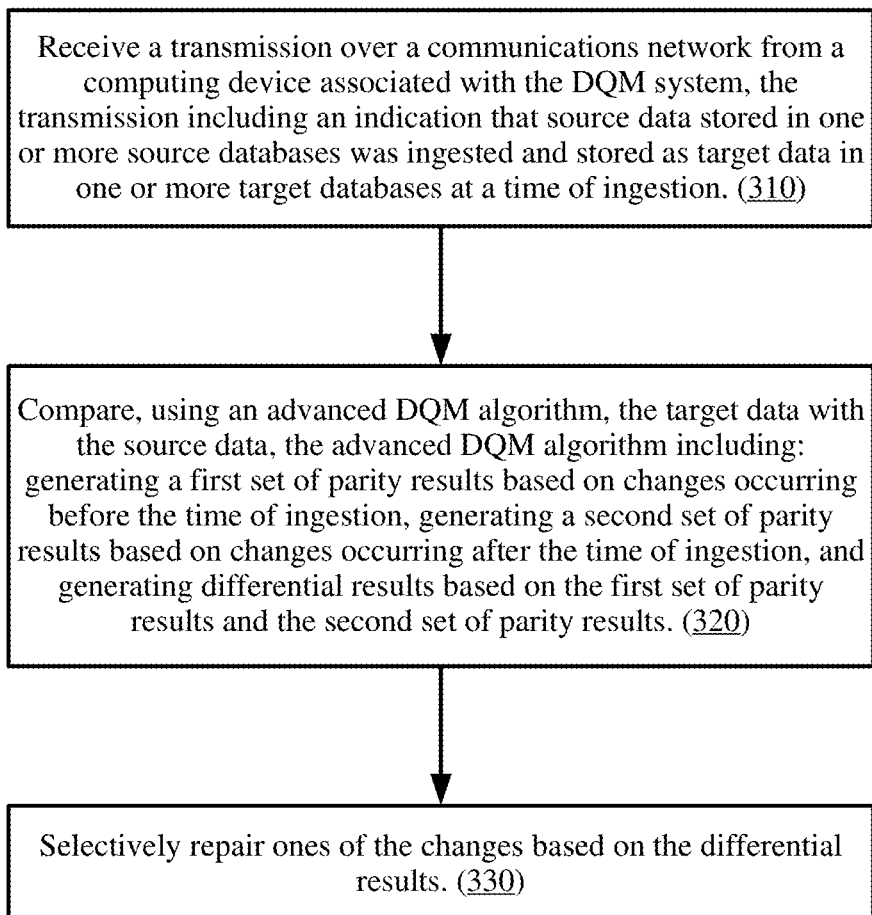 Receive a transmission over a communications network from a
computing device associated with the DQM system, the
transmission including an indication that source data stored in one
or more source databases was ingested and stored as target data in
one or more target databases at a time of ingestion. (310)
Compare, using an advanced DQM algorithm, the target data with
the source data, the advanced DQM algorithm including:
generating a first set of parity results based on changes occurring
before the time of ingestion, generating a second set of parity
results based on changes occurring after the time of ingestion, and
generating differential results based on the first set of parity
results and the second set of parity results. (320)
Selectively repair ones of the changes based on the differential
results. (330)